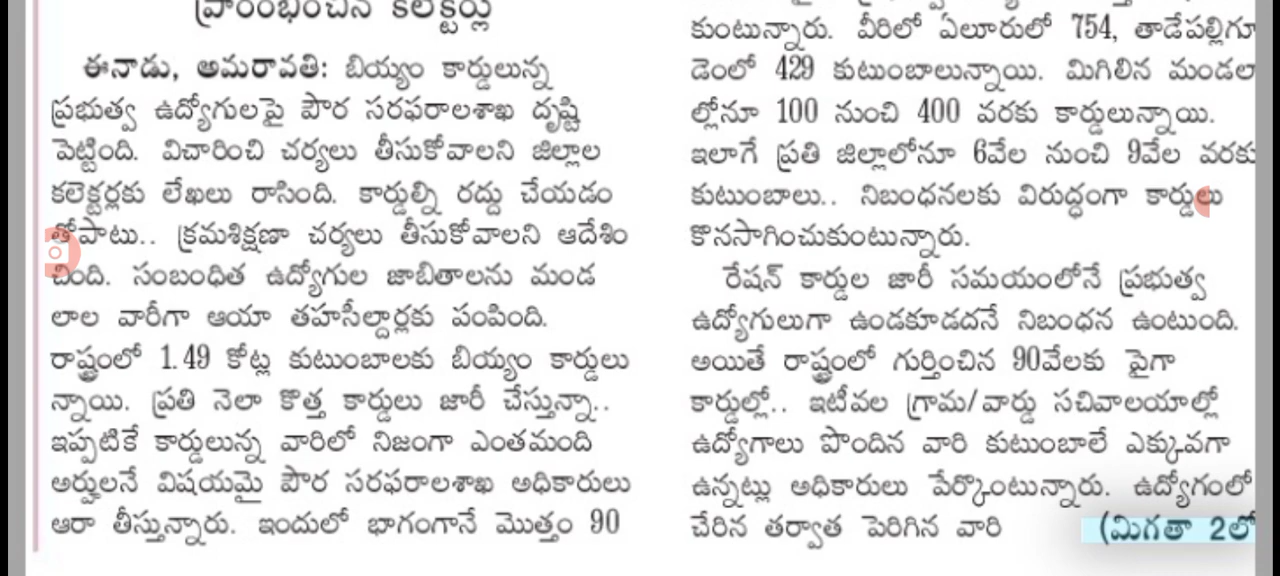 ప్రారంభించిన కలెక్టర్లు
ఈనాడు, అమరావతి: బియ్యం కార్డులున్న
ప్రభుత్వ ఉద్యోగులపై పౌర సరఫరాలశాఖ దృష్టి
పెట్టింది. విచారించి చర్యలు తీసుకోవాలని జిల్లాల
కలెక్టర్లకు లేఖలు రాసింది. కార్డుల్ని రద్దు చేయడం
తోపాటు.. క్రమశిక్షణా చర్యలు తీసుకోవాలని ఆదేశిం
చింది. సంబంధిత ఉద్యోగుల జాబితాలను మండ
లాల వారీగా ఆయా తహసీల్దార్లకు పంపింది.
రాష్ట్రంలో 1.49 కోట్ల కుటుంబాలకు బియ్యం కార్డులు
న్నాయి. ప్రతి నెలా కొత్త కార్డులు జారీ చేస్తున్నా..
ఇప్పటికే కార్డులున్న వారిలో నిజంగా ఎంతమంది
అర్హులనే విషయమై పౌర సరఫరాలశాఖ అధికారులు
ఆరా తీస్తున్నారు. ఇందులో భాగంగానే మొత్తం 90
కుంటున్నారు. వీరిలో ఏలూరులో 754, తాడేపల్లిగూ
డెంలో 429 కుటుంబాలున్నాయి. మిగిలిన మండలా
ల్లోనూ 100 నుంచి 400 వరకు కార్డులున్నాయి.
ఇలాగే ప్రతి జిల్లాలోనూ 6వేల నుంచి 9వేల వరకు
కుటుంబాలు.. నిబంధనలకు విరుద్ధంగా కార్డులు
కొనసాగించుకుంటున్నారు.
రేషన్ కార్డుల జారీ సమయంలోనే ప్రభుత్వ
ఉద్యోగులుగా ఉండకూడదనే నిబంధన ఉంటుంది.
అయితే రాష్ట్రంలో గుర్తించిన 90వేలకు పైగా
కార్డుల్లో.. ఇటీవల గ్రామ/వార్డు సచివాలయాల్లో
ఉద్యోగాలు పొందిన వారి కుటుంబాలే ఎక్కువగా
ఉన్నట్లు అధికారులు పేర్కొంటున్నారు. ఉద్యోగంలో
చేరిన తర్వాత పెరిగిన వారి (మిగతా 2లో